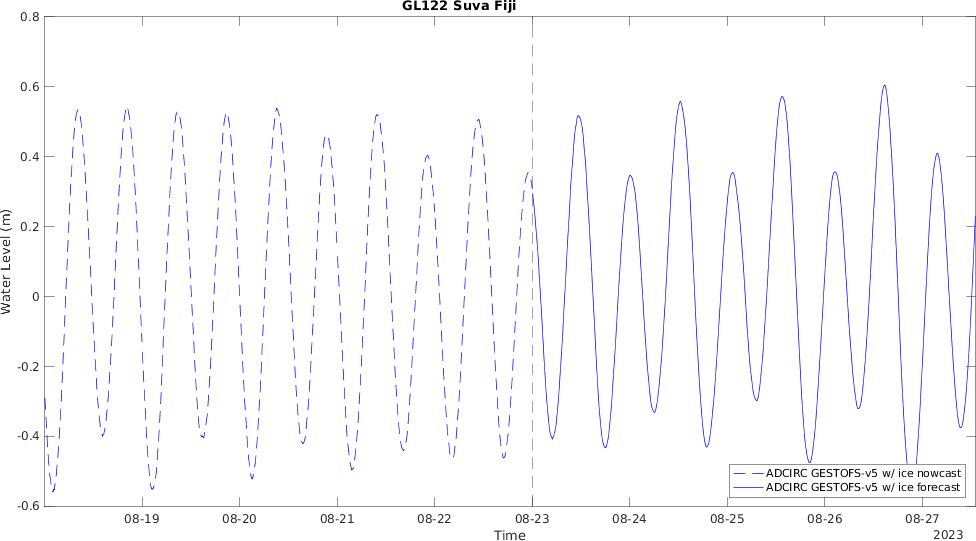 GL122 Suva Fiji
0.8
0.6
0.4
0.2
0
-0.2
-0.4
-0.6
Water Level (m)
08-19 08-20 08-21 08-22 08-23 08-24 08-25 08-26 08-27
Time
2023
ADCIRC GESTOFS-v5 w/ ice nowcast
ADCIRC GESTOFS-v5 w/ ice forecast